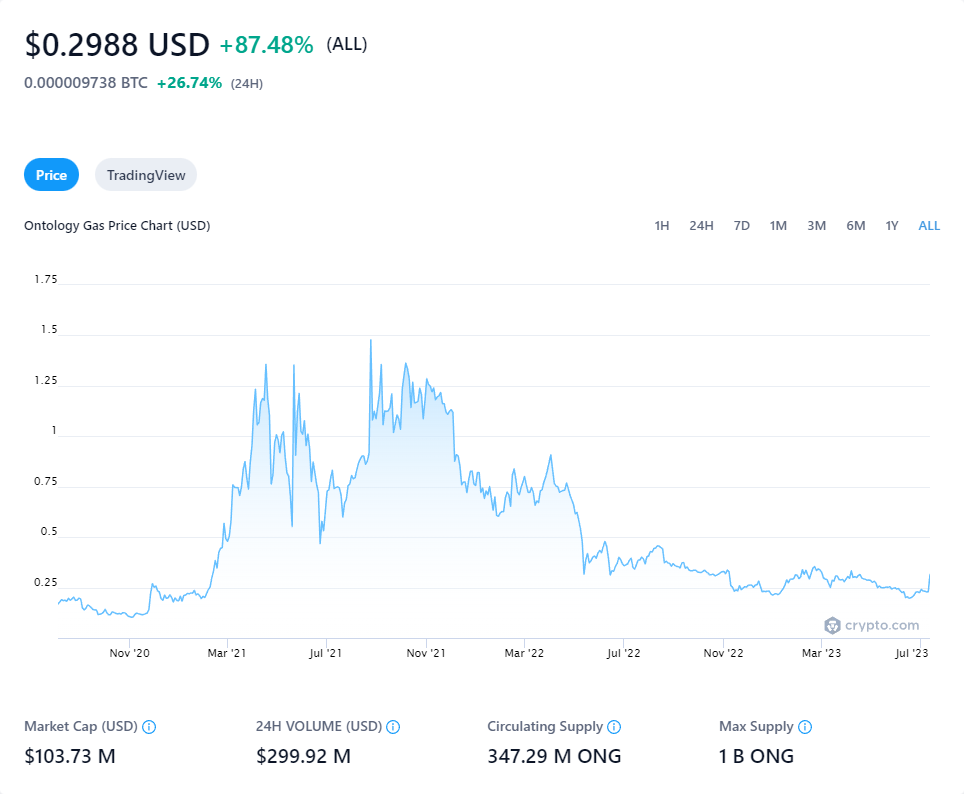 $0.2988 USD +87.48% (ALL)
0.000009738 BTC +26.74% (24H)
Price TradingView
Ontology Gas Price Chart (USD) 1H 24H 7D 1M 3M 6M 1Y ALL
1.75
1.5
1.25
1
0.75
0.5
0.25
crypto.com
Nov '20 Mar '21 Jul '21 Nov '21 Mar '22 Jul '22 Nov '22 Mar '23 Jul '23
Market Cap (USD) 24H VOLUME (USD) Circulating Supply Max Supply
$103.73 M $299.92 M 347.29 M ONG 1 B ONG